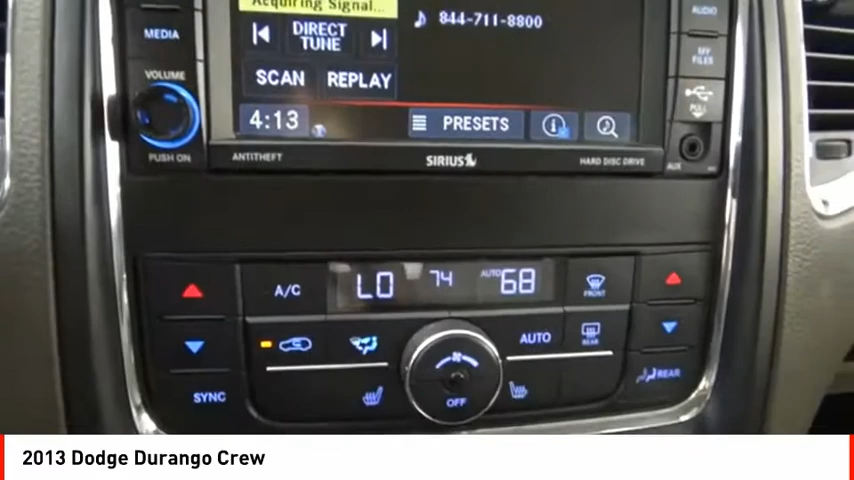 Acquiring Signal...
844-711-8800
AUDIO
MEDIA
DIRECT
TUNE
MY
FILES
VOLUME
SCAN
REPLAY
PULL
4:13
PRESETS
PUSH ON
ANTITHEFT
SIRIUS
HARD DISC DRIVE
AUX
A/C
LO
74
AUTO
68
FRONT
AUTO
REAR
SYNC
OFF
REAR
2013 Dodge Durango Crew